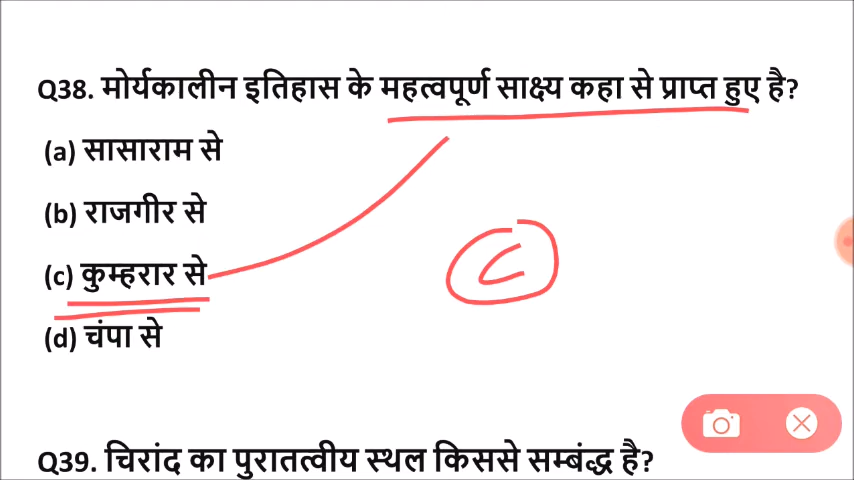 Q38. मोर्यकालीन इतिहास के महत्वपूर्ण साक्ष्य कहा से प्राप्त हुए है?
(a) सासाराम से
(b) राजगीर से
(c) कुम्हरार से
C
(d) चंपा से
Q39. चिरांद का पुरातत्वीय स्थल किससे सम्बंद्ध है?